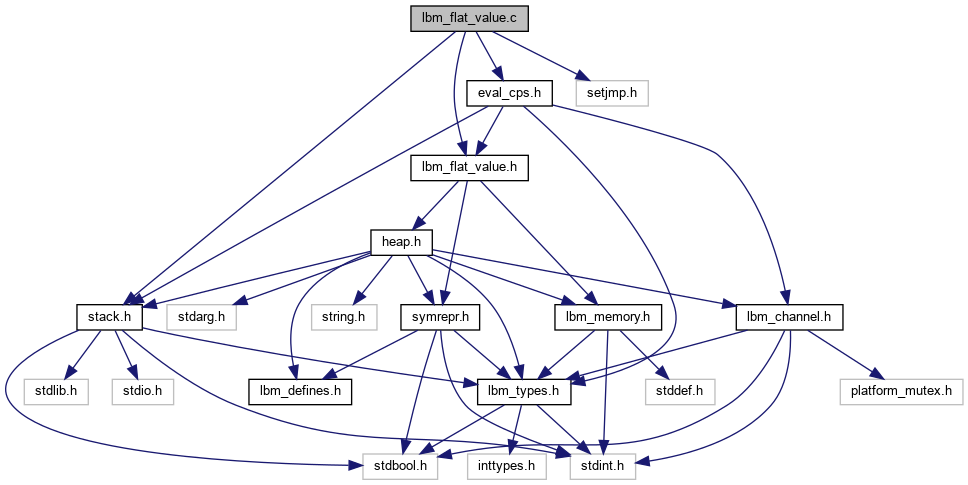 lbm_flat_value.c
eval_cps.h
setjmp.h
lbm_flat_value.h
heap.h
stack.h
stdarg.h
string.h
symrepr.h
lbm_memory.h
lbm_channel.h
stdlib.h
stdio.h
lbm_defines.h
lbm_types.h
stddef.h
platform_mutex.h
stdbool.h
inttypes.h
stdint.h